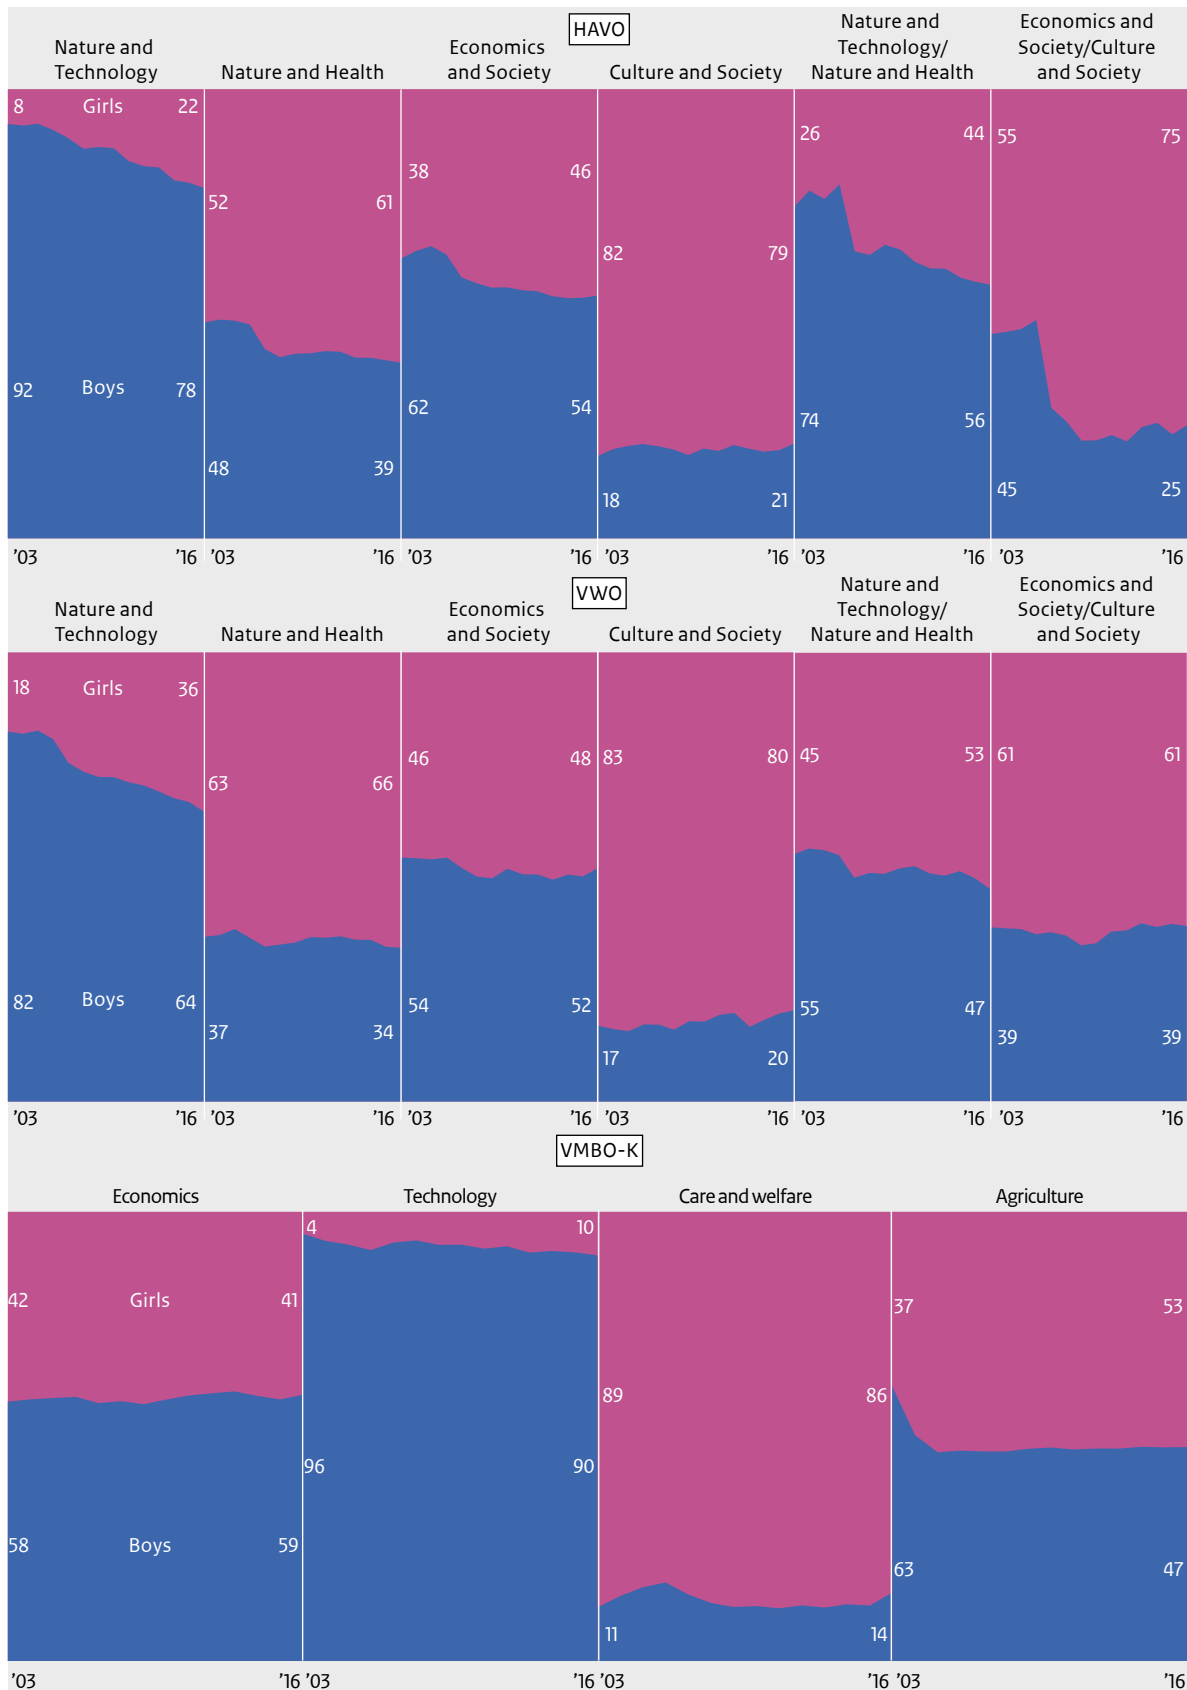 HAVO
Nature and
Technology
Nature and Health
Economics
and Society
Culture and Society
Nature and
Technology/
Nature and Health
Economics and
Society/Culture
and Society
8 Girls 22
92 Boys 78
52 61
48 39
38 46
62 54
82 79
18 21
26 44
74 56
55 75
45 25
’03 ’16 ’03 ’16 ’03 ’16 ’03 ’16 ’03 ’16 ’03 ’16
VWO
Nature and
Technology
Nature and Health
Economics
and Society
Culture and Society
Nature and
Technology/
Nature and Health
Economics and
Society/Culture
and Society
18 Girls 36
82 Boys 64
63 66
37 34
46 48
54 52
83 80
17 20
45 53
55 47
61 61
39 39
’03 ’16 ’03 ’16 ’03 ’16 ’03 ’16 ’03 ’16 ’03 ’16
VMBO-K
Economics
Technology
Care and welfare
Agriculture
42 Girls 41
58 Boys 59
4 10
96 90
89 86
11 14
37 53
63 47
’03 ’16 ’03 ’16 ’03 ’16 ’03 ’16